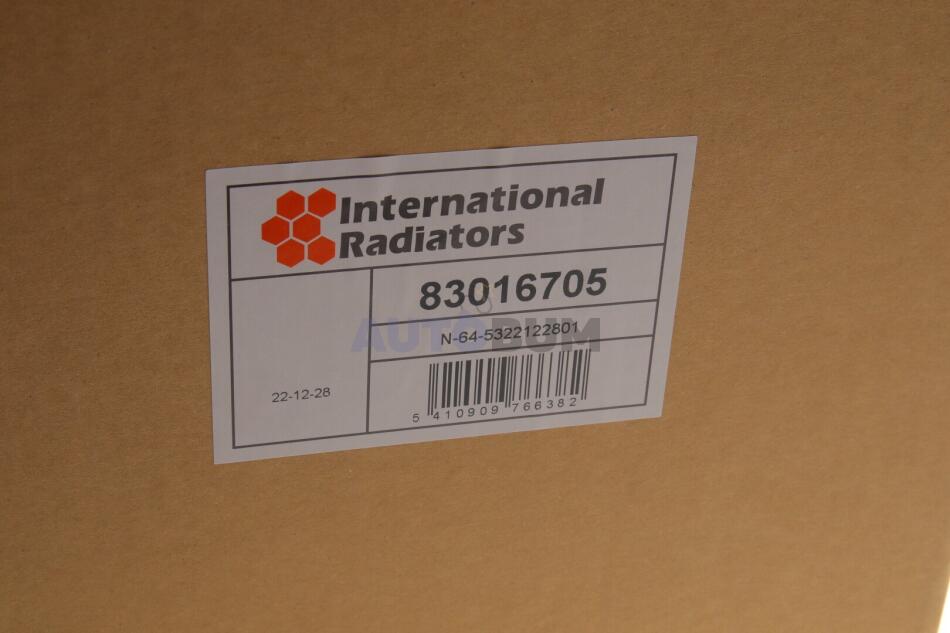 International
Radiators
83016705
AUTOBUM
N-64-5322122801
22-12-28
5 410909 766382